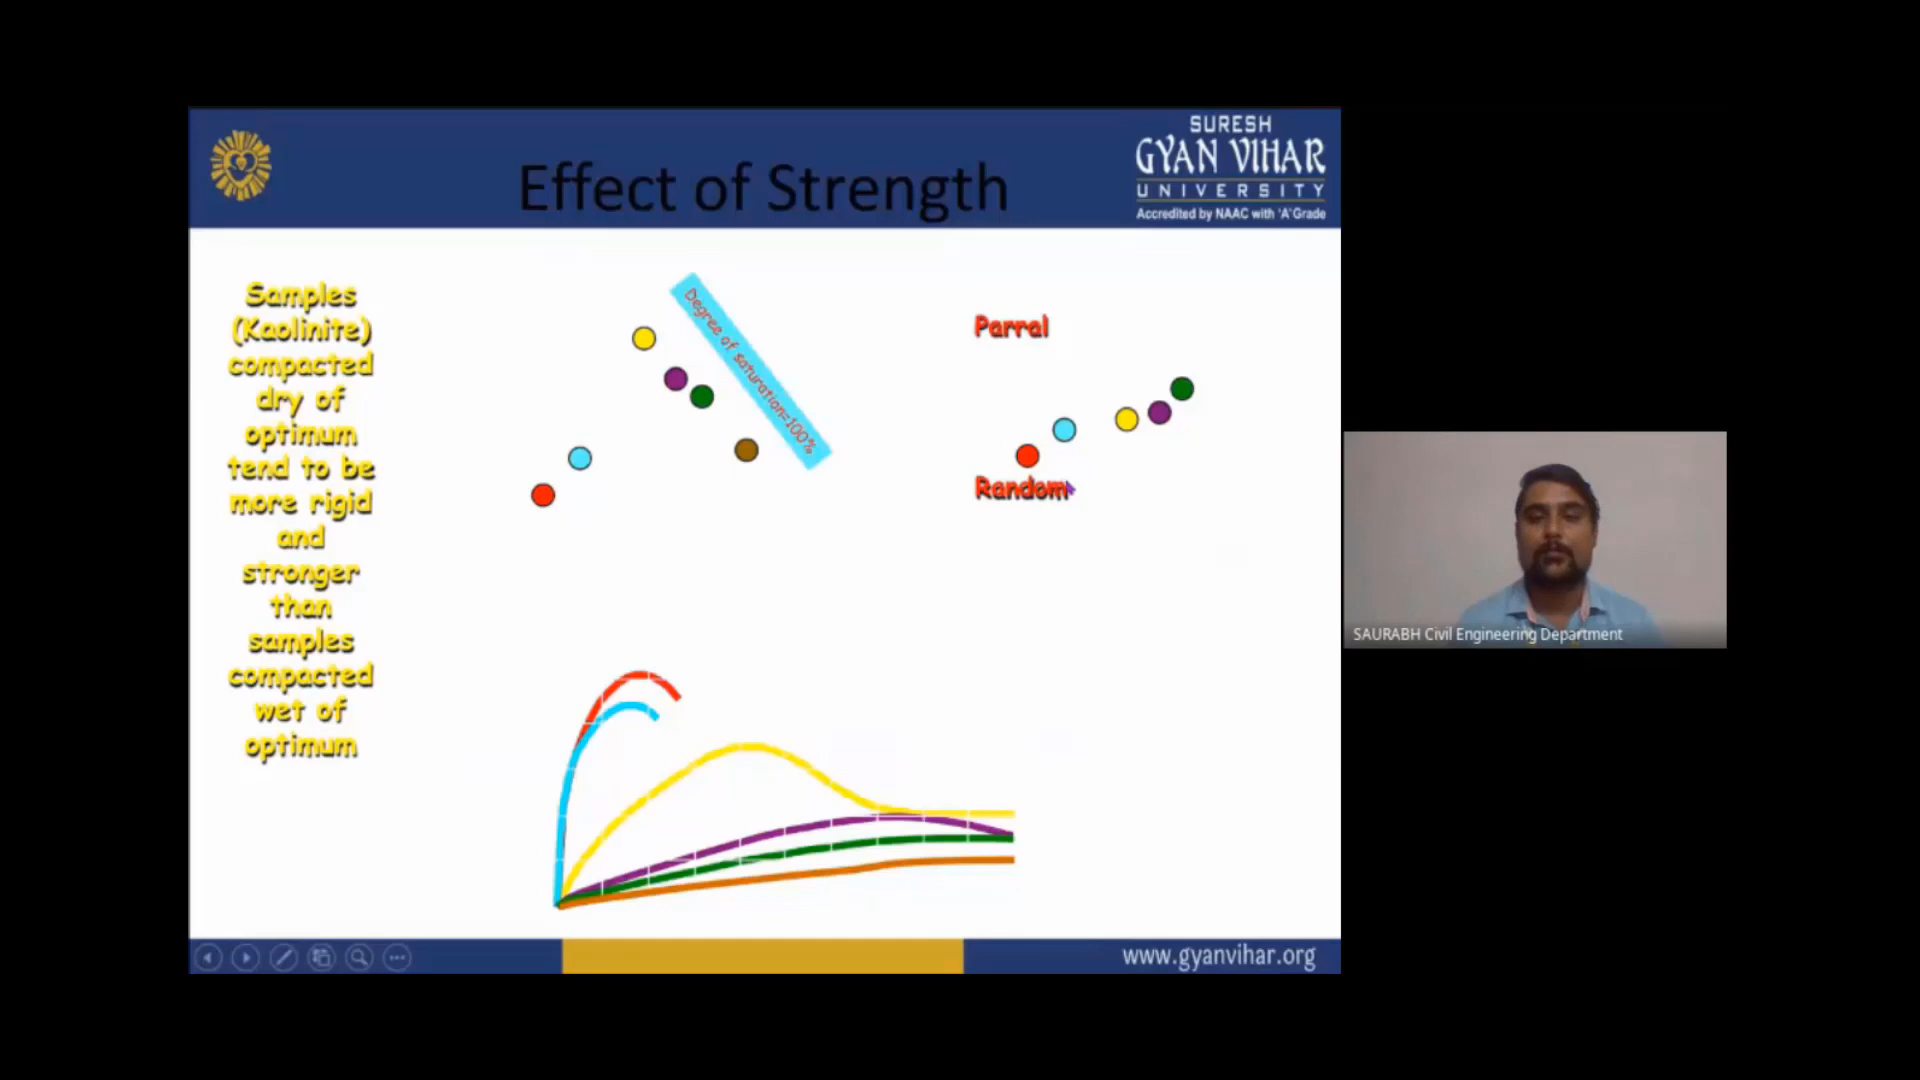 SURESH
GYAN VIHAR
UNIVERSITY
Accredited by NAAC with 'A' Grade
Effect of Strength
Samples
(Kaolinite)
compacted
dry of
optimum
tend to be
more rigid
and
stronger
than
samples
compacted
wet of
optimum
Degree of saturation=100%
Parral
Random
SAURABH Civil Engineering Department
www.gyanvihar.org